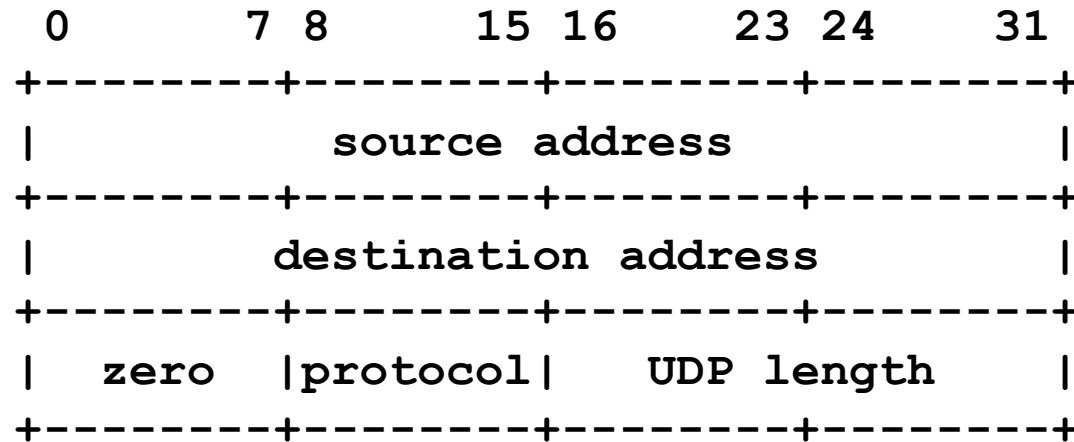 0      7 8     15 16    23 24    31
+--------+--------+--------+--------+
|          source address           |
+--------+--------+--------+--------+
|        destination address        |
+--------+--------+--------+--------+
|  zero  |protocol|   UDP length    |
+--------+--------+--------+--------+